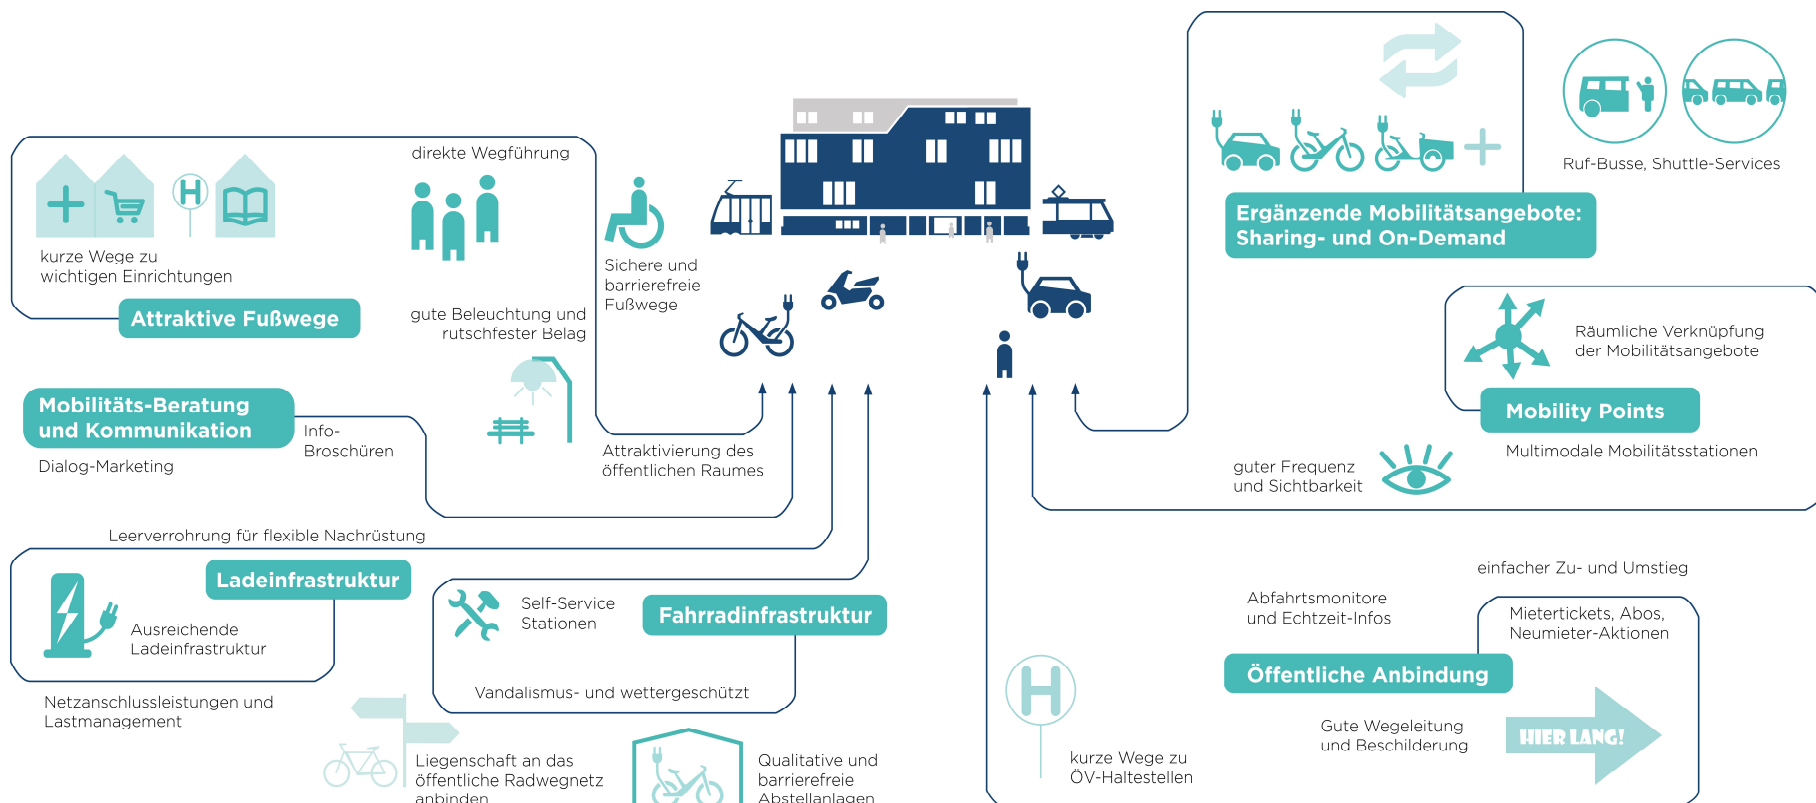 kurze Wege zu
wichtigen Einrichtungen
Attraktive Fußwege
direkte Wegführung
gute Beleuchtung und
rutschfester Belag
Sichere und
barrierefreie
Fußwege
Attraktivierung des
öffentlichen Raumes
Mobilitäts-Beratung
und Kommunikation
Info-
Broschüren
Dialog-Marketing
Leerverrohrung für flexible Nachrüstung
Ladeinfrastruktur
Ausreichende
Ladeinfrastruktur
Netzanschlussleistungen und
Lastmanagement
Self-Service
Stationen
Fahrradinfrastruktur
Vandalismus- und wettergeschützt
Liegenschaft an das
öffentliche Radwegnetz
anbinden
Qualitative und
barrierefreie
Abstellanlagen
Ruf-Busse, Shuttle-Services
Ergänzende Mobilitätsangebote:
Sharing- und On-Demand
Räumliche Verknüpfung
der Mobilitätsangebote
Mobility Points
Multimodale Mobilitätsstationen
guter Frequenz
und Sichtbarkeit
einfacher Zu- und Umstieg
Abfahrtsmonitore
und Echtzeit-Infos
Mietertickets, Abos,
Neumieter-Aktionen
Öffentliche Anbindung
Gute Wegeleitung
und Beschilderung
HIER LANG!
H
H
kurze Wege zu
ÖV-Haltestellen